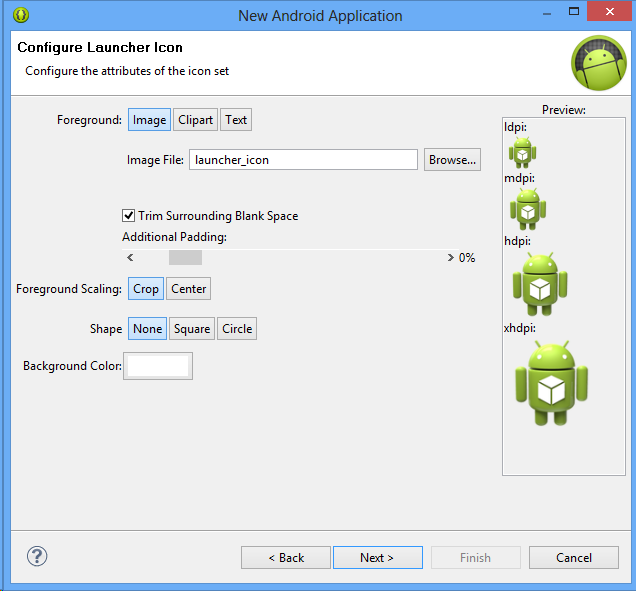 New Android Application
Configure Launcher Icon
Configure the attributes of the icon set
Foreground: Image Clipart Text
Image File: launcher_icon Browse...
Trim Surrounding Blank Space
Additional Padding:
0%
Foreground Scaling: Crop Center
Shape None Square Circle
Background Color:
Preview:
ldpi:
mdpi:
hdpi:
xhdpi:
? < Back Next > Finish Cancel